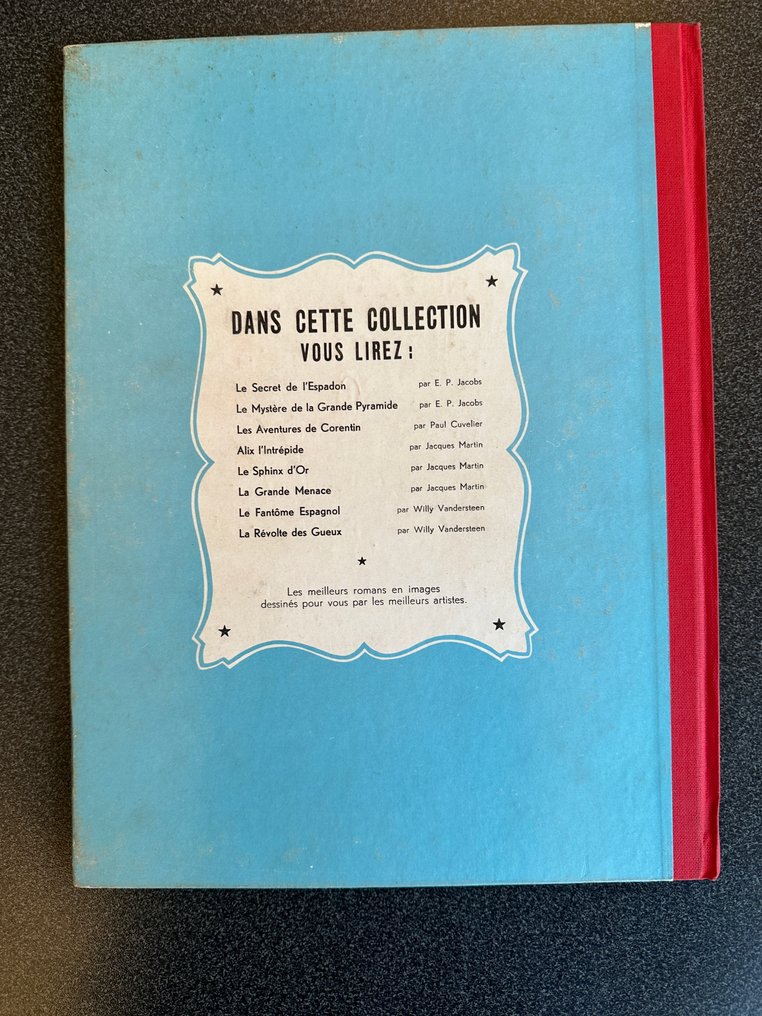 DANS CETTE COLLECTION
VOUS LIREZ :
Le Secret de l'Espadon par E. P. Jacobs
Le Mystère de la Grande Pyramide par E. P. Jacobs
Les Aventures de Corentin par Paul Cuvelier
Alix l'Intrépide par Jacques Martin
Le Sphinx d'Or par Jacques Martin
La Grande Menace par Jacques Martin
Le Fantôme Espagnol par Willy Vandersteen
La Révolte des Gueux par Willy Vandersteen
Les meilleurs romans en images
dessinés pour vous par les meilleurs artistes.